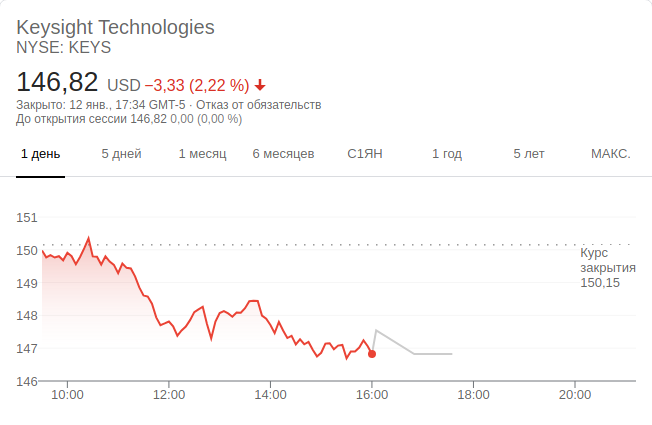 Keysight Technologies
NYSE: KEYS
146,82 USD −3,33 (2,22 %)
Закрыто: 12 янв., 17:34 GMT-5 · Отказ от обязательств
До открытия сессии 146,82 0,00 (0,00 %)
1 день 5 дней 1 месяц 6 месяцев С1ЯН 1 год 5 лет МАКС.
151
150
149
148
147
146
Курс
закрытия
150,15
10:00 12:00 14:00 16:00 18:00 20:00